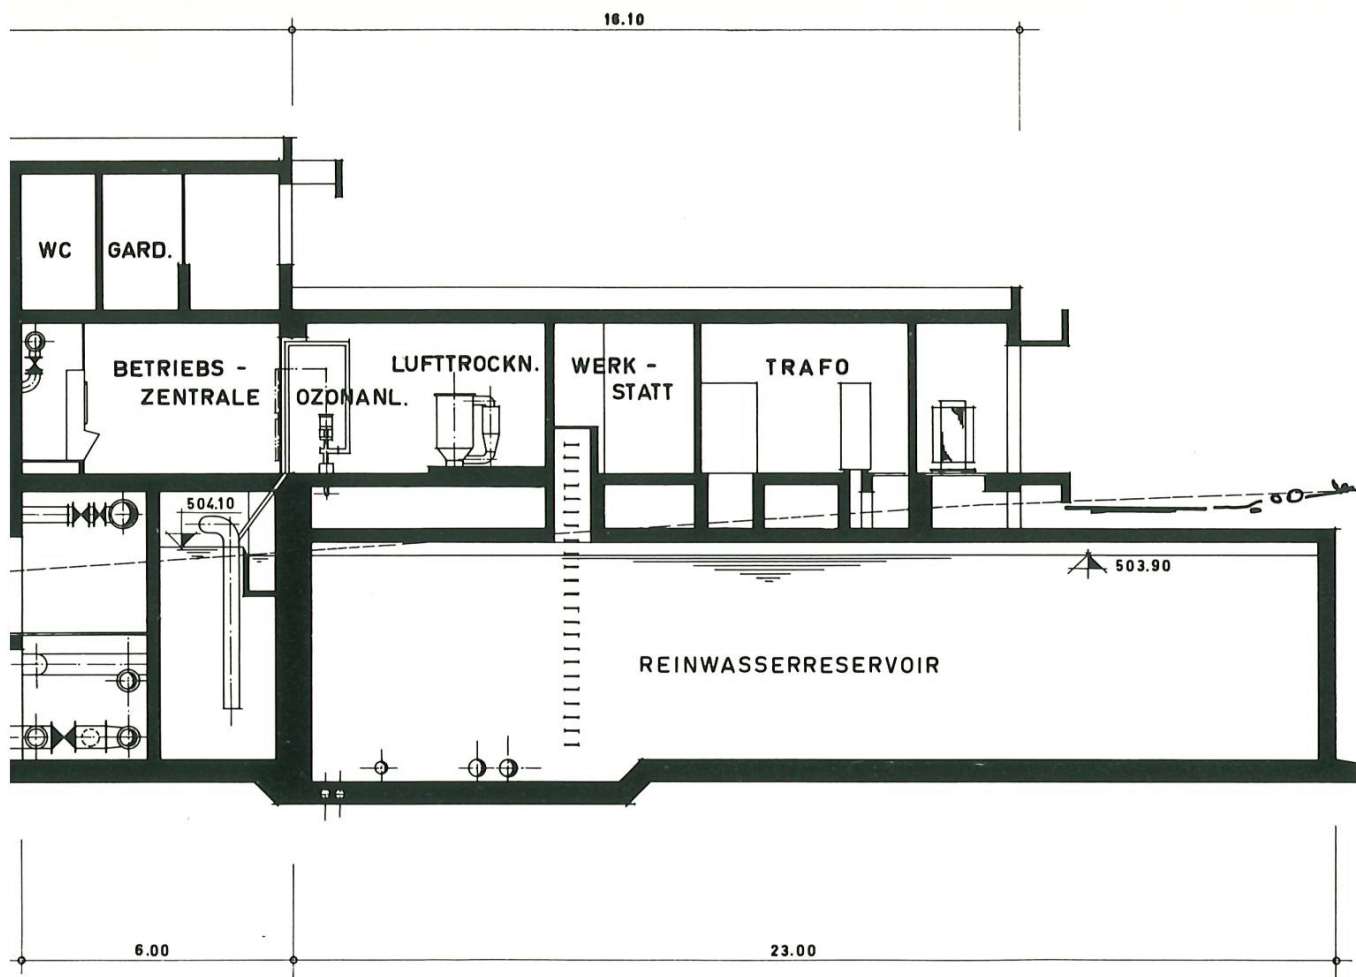 16.10
WC
GARD.
BETRIEBS -
ZENTRALE
OZONANL.
LUFTTROCKN.
WERK -
STATT
TRAFO
504.10
503.90
REINWASSERRESERVOIR
6.00
23.00